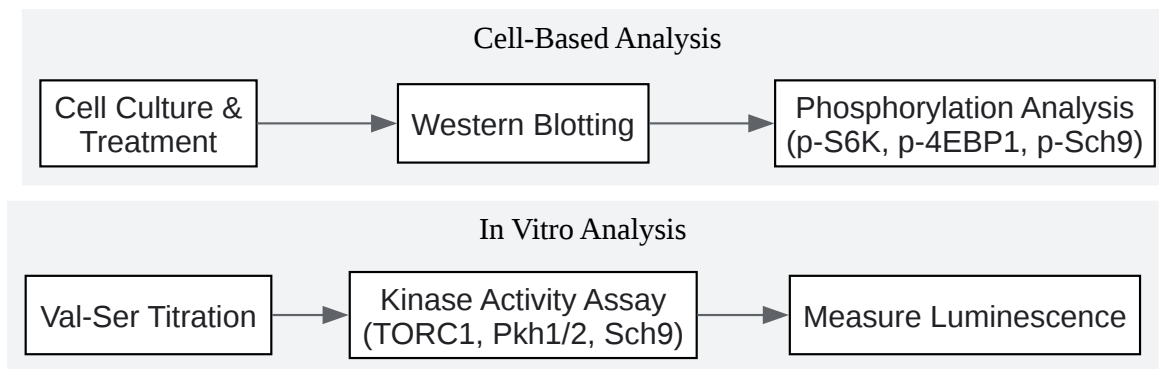 Cell-Based Analysis
Cell Culture &
Treatment
Western Blotting
Phosphorylation Analysis
(p-S6K, p-4EBP1, p-Sch9)
In Vitro Analysis
Val-Ser Titration
Kinase Activity Assay
(TORC1, Pkh1/2, Sch9)
Measure Luminescence